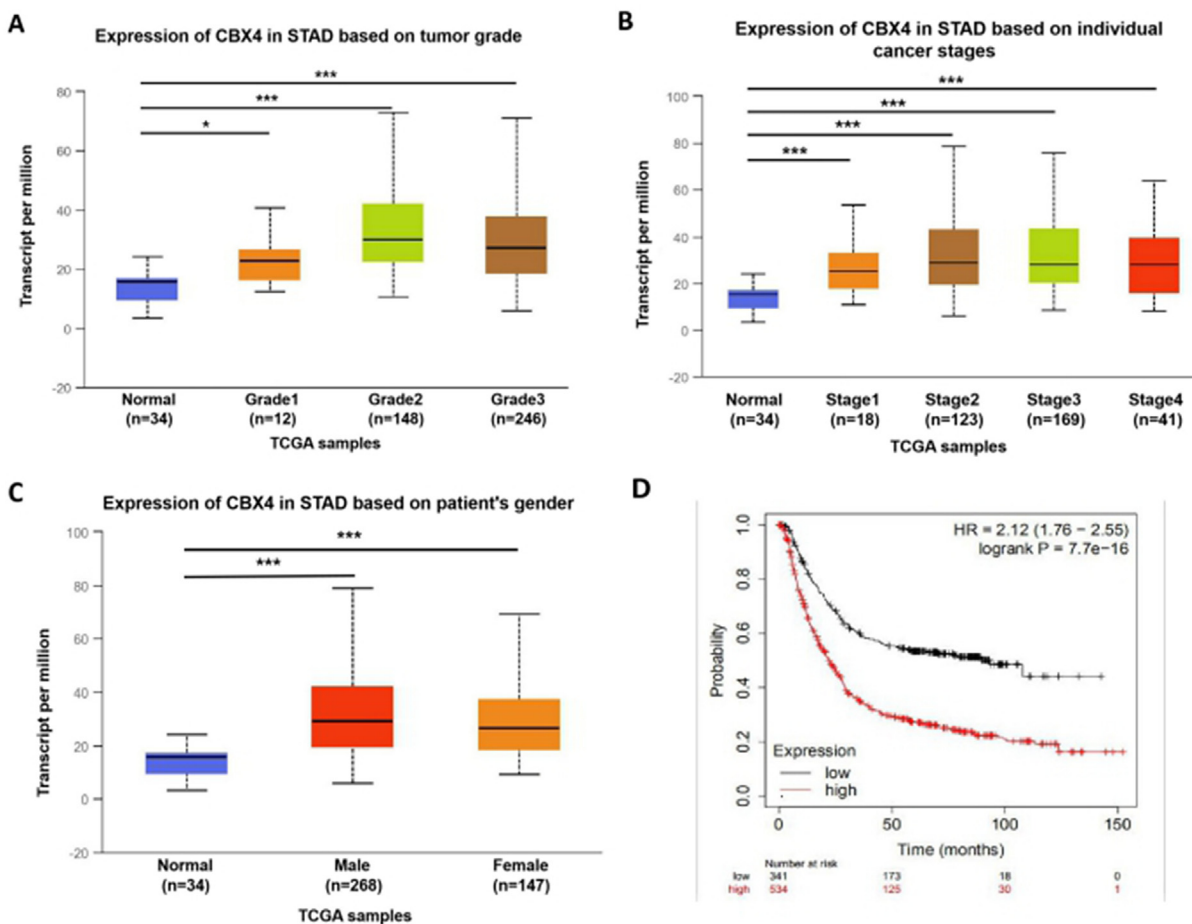 A
Expression of CBX4 in STAD based on tumor grade
***
***
*
Transcript per million
80
60
40
20
0
-20
Normal
(n=34)
Grade1
(n=12)
Grade2
(n=148)
Grade3
(n=246)
TCGA samples
B
Expression of CBX4 in STAD based on individual
cancer stages
***
***
***
***
Transcript per million
100
80
60
40
20
0
-20
Normal
(n=34)
Stage1
(n=18)
Stage2
(n=123)
Stage3
(n=169)
Stage4
(n=41)
TCGA samples
C
Expression of CBX4 in STAD based on patient's gender
***
***
Transcript per million
100
80
60
40
20
0
-20
Normal
(n=34)
Male
(n=268)
Female
(n=147)
TCGA samples
D
HR = 2.12 (1.76 − 2.55)
logrank P = 7.7e−16
Probability
1.0
0.8
0.6
0.4
0.2
0.0
Expression
low
high
0 50 100 150
Time (months)
Number at risk
low 341 173 18 0
high 534 125 30 1